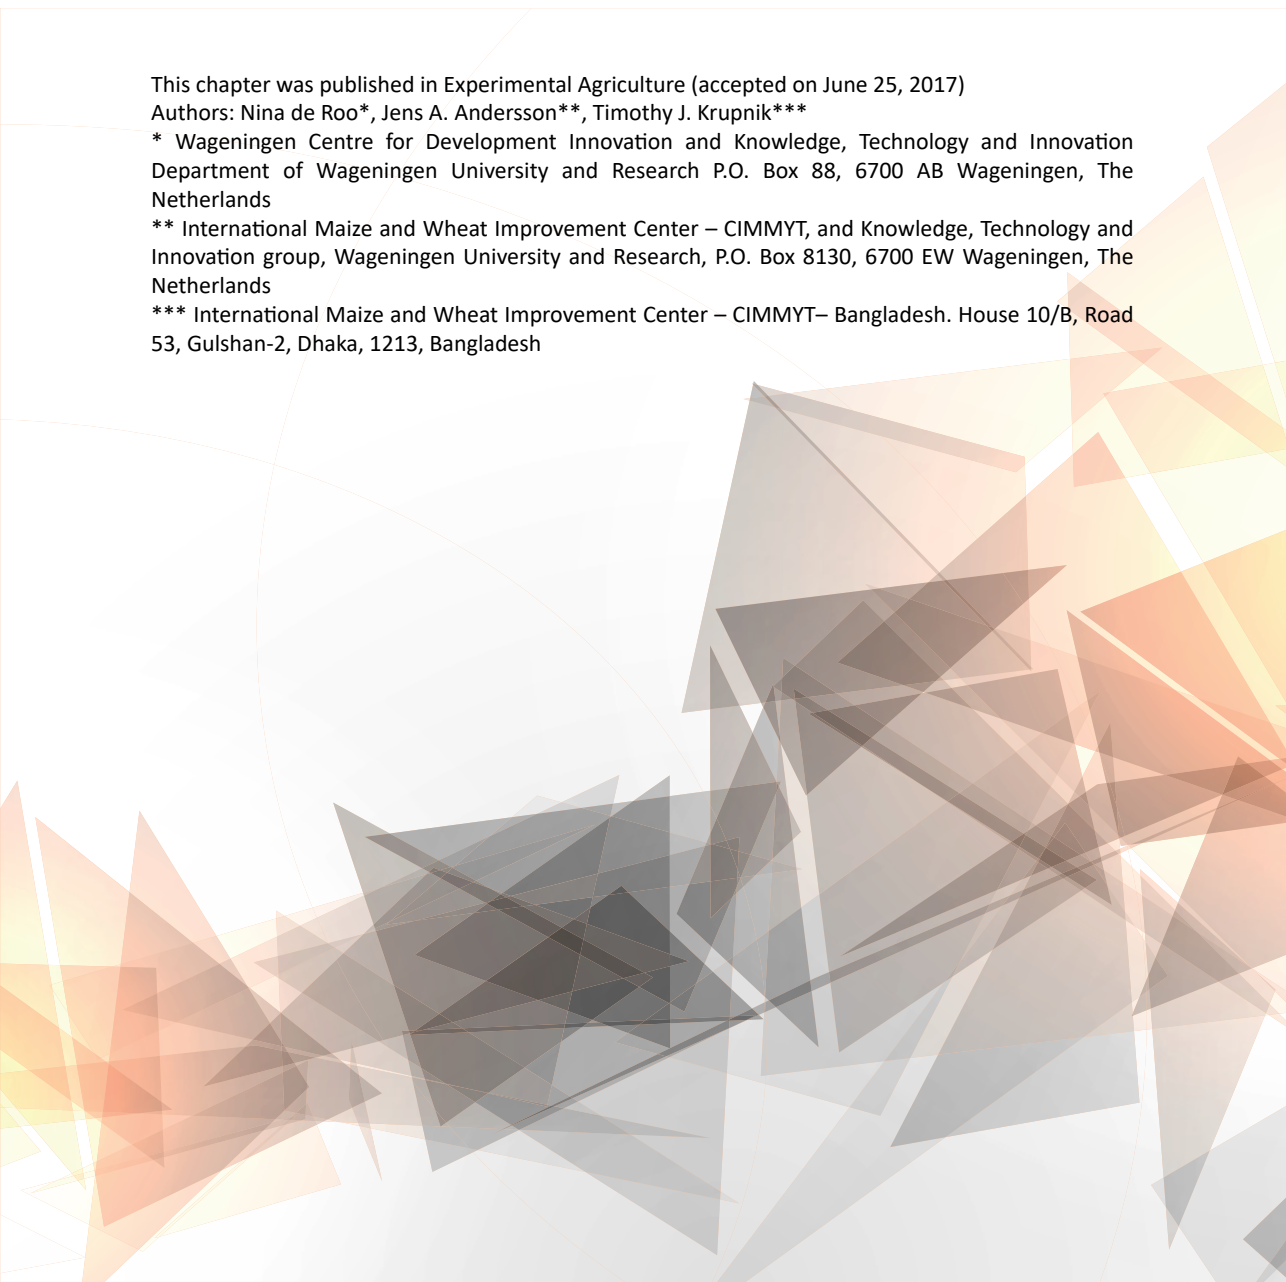 This chapter was published in Experimental Agriculture (accepted on June 25, 2017)
Authors: Nina de Roo*, Jens A. Andersson**, Timothy J. Krupnik***
* Wageningen Centre for Development Innovation and Knowledge, Technology and Innovation
Department of Wageningen University and Research P.O. Box 88, 6700 AB Wageningen, The
Netherlands
** International Maize and Wheat Improvement Center – CIMMYT, and Knowledge, Technology and
Innovation group, Wageningen University and Research, P.O. Box 8130, 6700 EW Wageningen, The
Netherlands
*** International Maize and Wheat Improvement Center – CIMMYT– Bangladesh. House 10/B, Road
53, Gulshan-2, Dhaka, 1213, Bangladesh